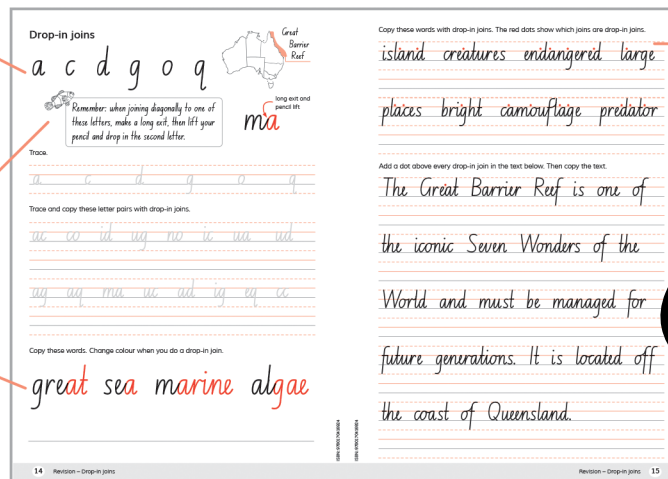 Drop-in joins
a c d g o q
Great
Barrier
Reef
Remember: when joining diagonally to one of
these letters, make a long exit, then lift your
pencil and drop in the second letter.
long exit and
pencil lift
ma
Trace.
a c d g o q
Trace and copy these letter pairs with drop-in joins.
ac co id ug no ic ua ud
ag aq ma uc ad ig eq cc
Copy these words. Change colour when you do a drop-in join.
great sea marine algae
14 Revision – Drop-in joins
ISBN 9780170416904
ISBN 9780170416904
Copy these words with drop-in joins. The red dots show which joins are drop-in joins.
island creatures endangered large
places bright camouflage predator
Add a dot above every drop-in join in the text below. Then copy the text.
The Great Barrier Reef is one of
the iconic Seven Wonders of the
World and must be managed for
future generations. It is located off
the coast of Queensland.
Revision – Drop-in joins 15